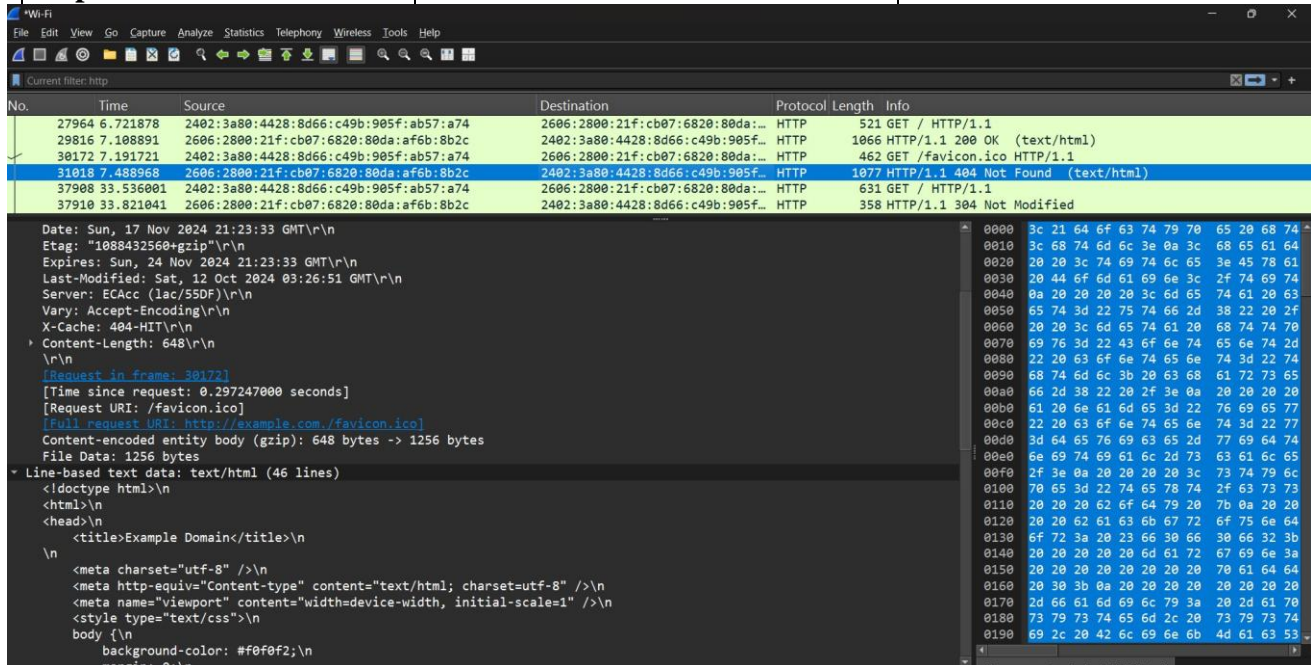 *Wi-Fi
File Edit View Go Capture Analyze Statistics Telephony Wireless Tools Help
Current filter: http
No. Time Source Destination Protocol Length Info
27964 6.721878 2402:3a80:4428:8d66:c49b:905f:ab57:a74 2606:2800:21f:cb07:6820:80da:… HTTP 521 GET / HTTP/1.1
29816 7.108891 2606:2800:21f:cb07:6820:80da:af6b:8b2c 2402:3a80:4428:8d66:c49b:905f… HTTP 1066 HTTP/1.1 200 OK (text/html)
30172 7.191721 2402:3a80:4428:8d66:c49b:905f:ab57:a74 2606:2800:21f:cb07:6820:80da:… HTTP 462 GET /favicon.ico HTTP/1.1
31018 7.488968 2606:2800:21f:cb07:6820:80da:af6b:8b2c 2402:3a80:4428:8d66:c49b:905f… HTTP 1077 HTTP/1.1 404 Not Found (text/html)
37908 33.536001 2402:3a80:4428:8d66:c49b:905f:ab57:a74 2606:2800:21f:cb07:6820:80da:… HTTP 631 GET / HTTP/1.1
37910 33.821041 2606:2800:21f:cb07:6820:80da:af6b:8b2c 2402:3a80:4428:8d66:c49b:905f… HTTP 358 HTTP/1.1 304 Not Modified
Date: Sun, 17 Nov 2024 21:23:33 GMT\r\n
Etag: "1088432560+gzip"\r\n
Expires: Sun, 24 Nov 2024 21:23:33 GMT\r\n
Last-Modified: Sat, 12 Oct 2024 03:26:51 GMT\r\n
Server: ECAcc (lac/55DF)\r\n
Vary: Accept-Encoding\r\n
X-Cache: 404-HIT\r\n
Content-Length: 648\r\n
\r\n
[Request in frame: 30172]
[Time since request: 0.297247000 seconds]
[Request URI: /favicon.ico]
[Full request URI: http://example.com./favicon.ico]
Content-encoded entity body (gzip): 648 bytes -> 1256 bytes
File Data: 1256 bytes
Line-based text data: text/html (46 lines)
<!doctype html>\n
<html>\n
<head>\n
<title>Example Domain</title>\n
\n
<meta charset="utf-8" />\n
<meta http-equiv="Content-type" content="text/html; charset=utf-8" />\n
<meta name="viewport" content="width=device-width, initial-scale=1" />\n
<style type="text/css">\n
body {\n
background-color: #f0f0f2;\n
0000 3c 21 64 6f 63 74 79 70 65 20 68 74
0010 3c 68 74 6d 6c 3e 0a 3c 68 65 61 64
0020 20 20 3c 74 69 74 6c 65 3e 45 78 61
0030 20 44 6f 6d 61 69 6e 3c 2f 74 69 74
0040 0a 20 20 20 20 3c 6d 65 74 61 20 63
0050 65 74 3d 22 75 74 66 2d 38 22 20 2f
0060 20 20 3c 6d 65 74 61 20 68 74 74 70
0070 69 76 3d 22 43 6f 6e 74 65 6e 74 2d
0080 22 20 63 6f 6e 74 65 6e 74 3d 22 74
0090 68 74 6d 6c 3b 20 63 68 61 72 73 65
00a0 66 2d 38 22 20 2f 3e 0a 20 20 20 20
00b0 61 20 6e 61 6d 65 3d 22 76 69 65 77
00c0 22 20 63 6f 6e 74 65 6e 74 3d 22 77
00d0 3d 64 65 76 69 63 65 2d 77 69 64 74
00e0 6e 69 74 69 61 6c 2d 73 63 61 6c 65
00f0 2f 3e 0a 20 20 20 20 3c 73 74 79 6c
0100 70 65 3d 22 74 65 78 74 2f 63 73 73
0110 20 20 20 62 6f 64 79 20 7b 0a 20 20
0120 20 20 62 61 63 6b 67 72 6f 75 6e 64
0130 6f 72 3a 20 23 66 30 66 30 66 32 3b
0140 20 20 20 20 20 6d 61 72 67 69 6e 3a
0150 20 20 20 20 20 20 20 20 70 61 64 64
0160 20 30 3b 0a 20 20 20 20 20 20 20 20
0170 2d 66 61 6d 69 6c 79 3a 20 2d 61 70
0180 73 79 73 74 65 6d 2c 20 73 79 73 74
0190 69 2c 20 42 6c 69 6e 6b 4d 61 63 53